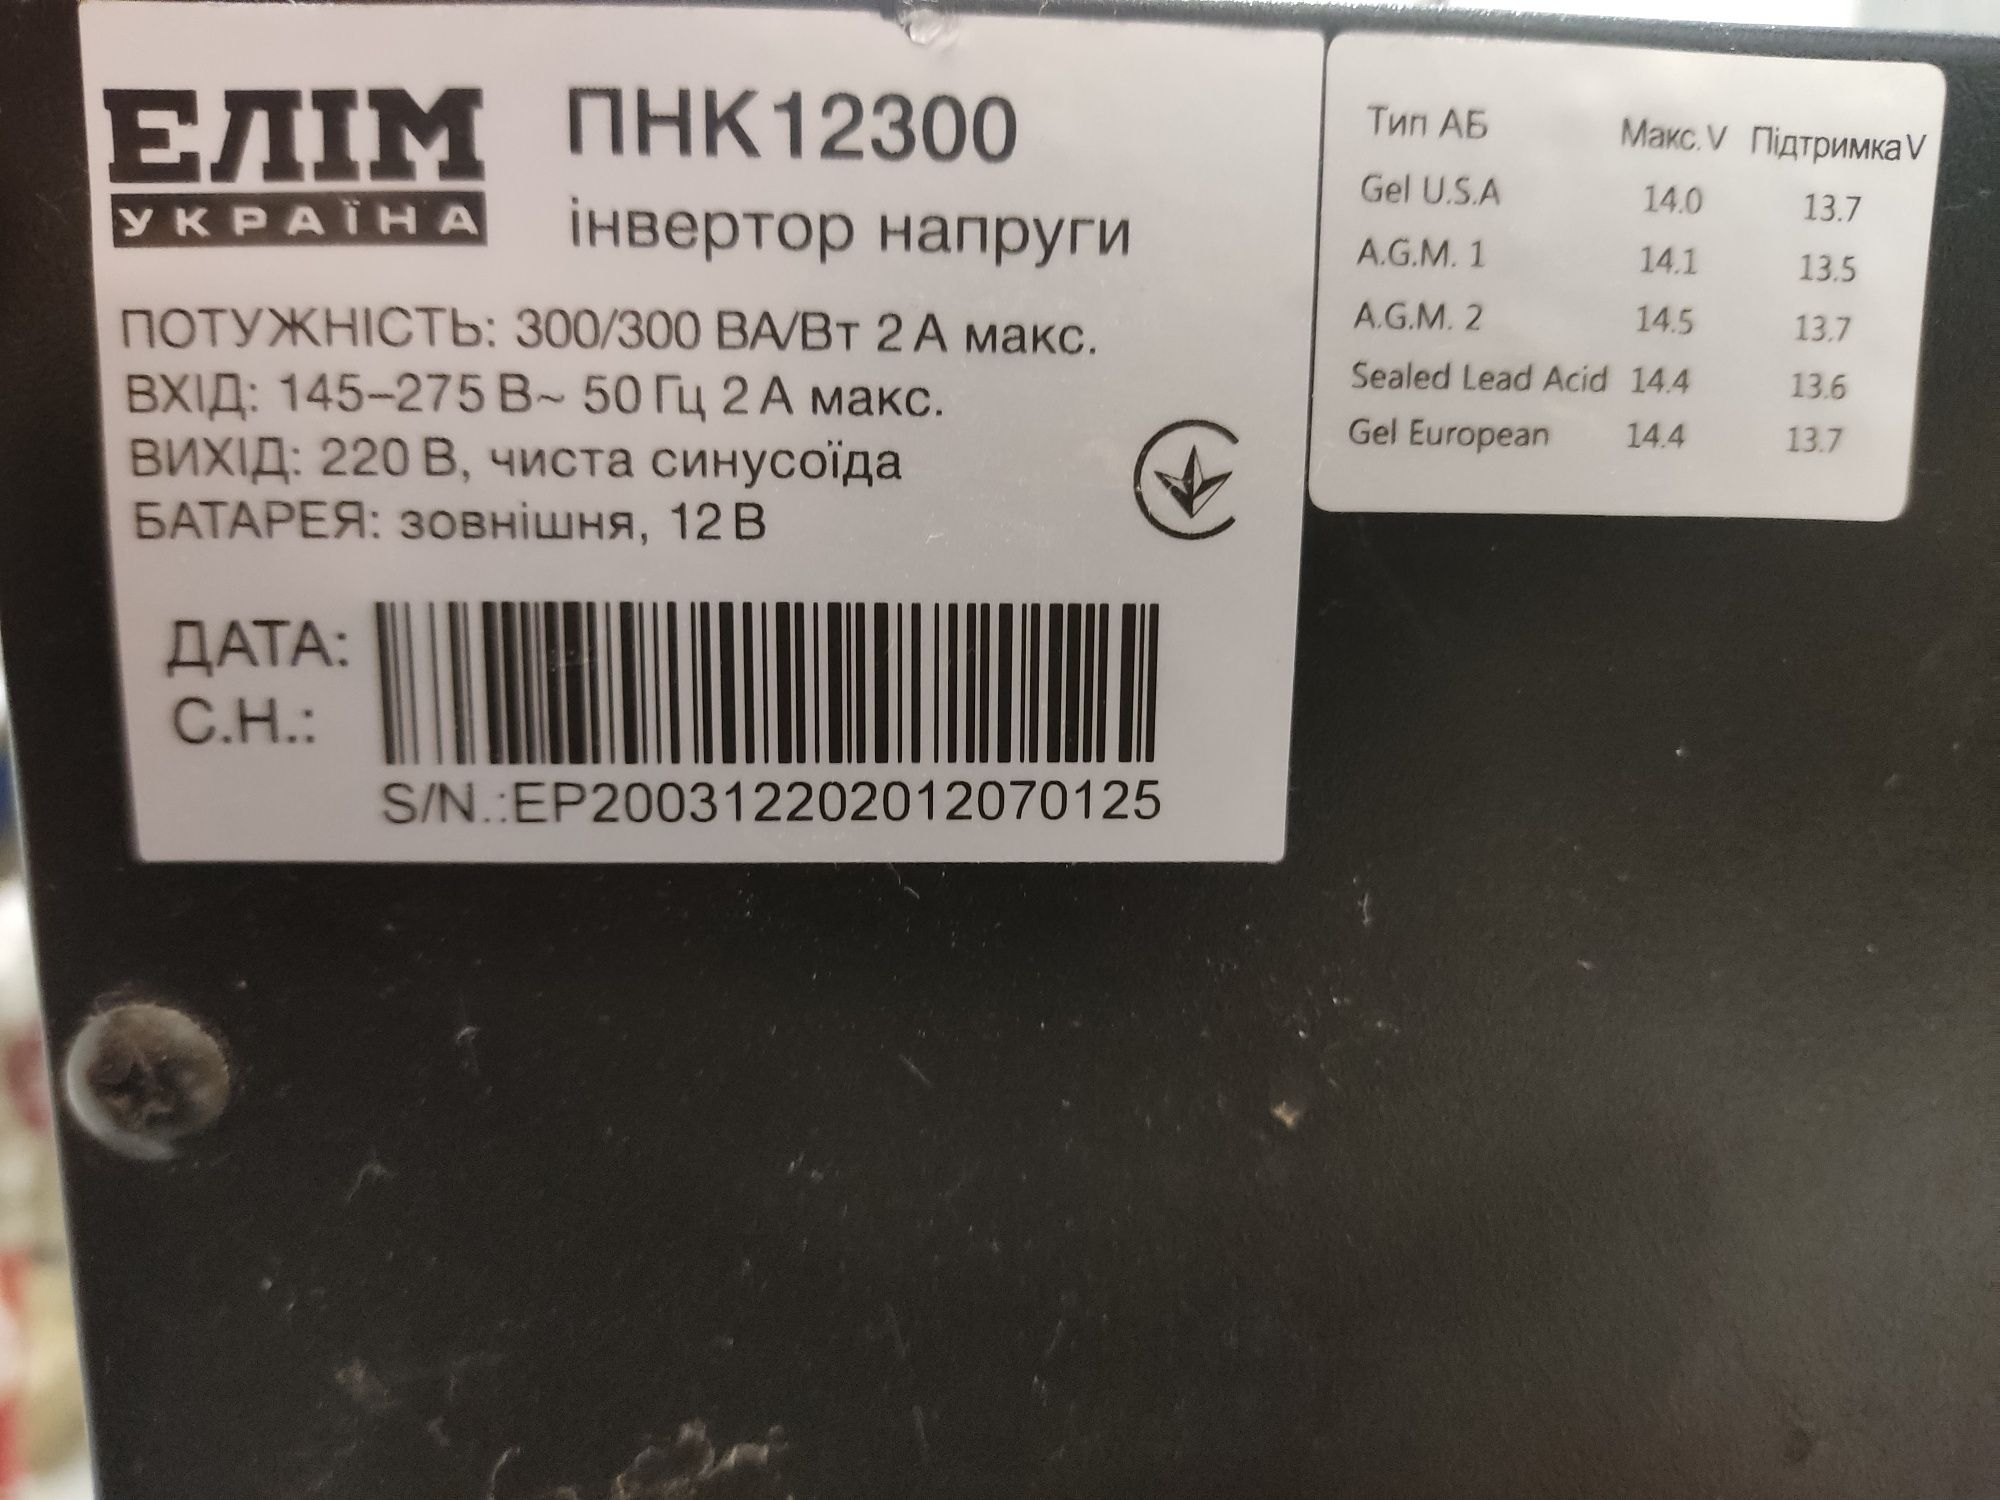 ЕЛІМ
УКРАЇНА
ПНК12300
інвертор напруги
ПОТУЖНІСТЬ: 300/300 ВА/Вт 2 А макс.
ВХІД: 145–275 В~ 50 Гц 2 А макс.
ВИХІД: 220 В, чиста синусоїда
БАТАРЕЯ: зовнішня, 12 В
ДАТА:
С.Н.:
S/N.:EP200312202012070125
Тип АБ Макс. V Підтримка V
Gel U.S.A 14.0 13.7
A.G.M. 1 14.1 13.5
A.G.M. 2 14.5 13.7
Sealed Lead Acid 14.4 13.6
Gel European 14.4 13.7